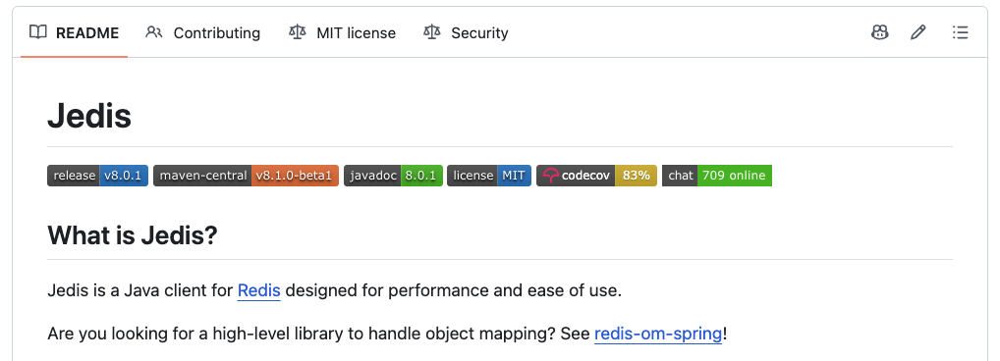 README Contributing MIT license Security
Jedis
release v8.0.1 maven-central v8.1.0-beta1 javadoc 8.0.1 license MIT codecov 83% chat 709 online
What is Jedis?
Jedis is a Java client for Redis designed for performance and ease of use.
Are you looking for a high-level library to handle object mapping? See redis-om-spring!